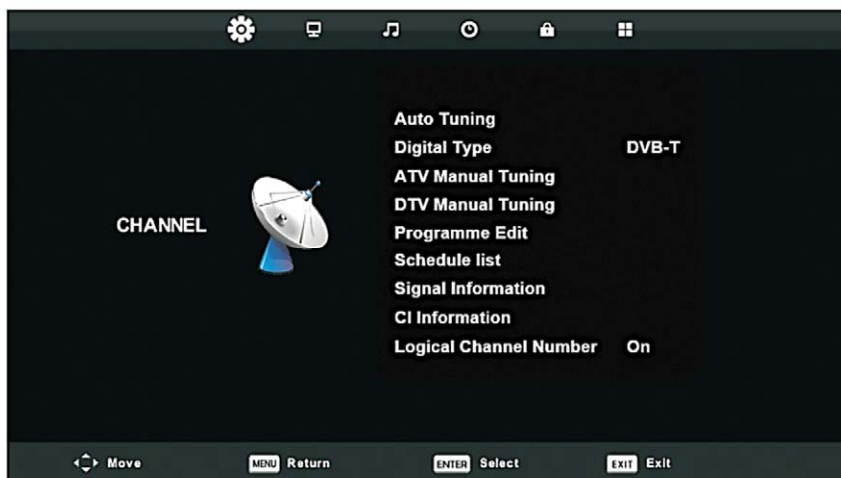 CHANNEL
Auto Tuning
Digital Type DVB-T
ATV Manual Tuning
DTV Manual Tuning
Programme Edit
Schedule list
Signal Information
CI Information
Logical Channel Number On
Move MENU Return ENTER Select EXIT Exit